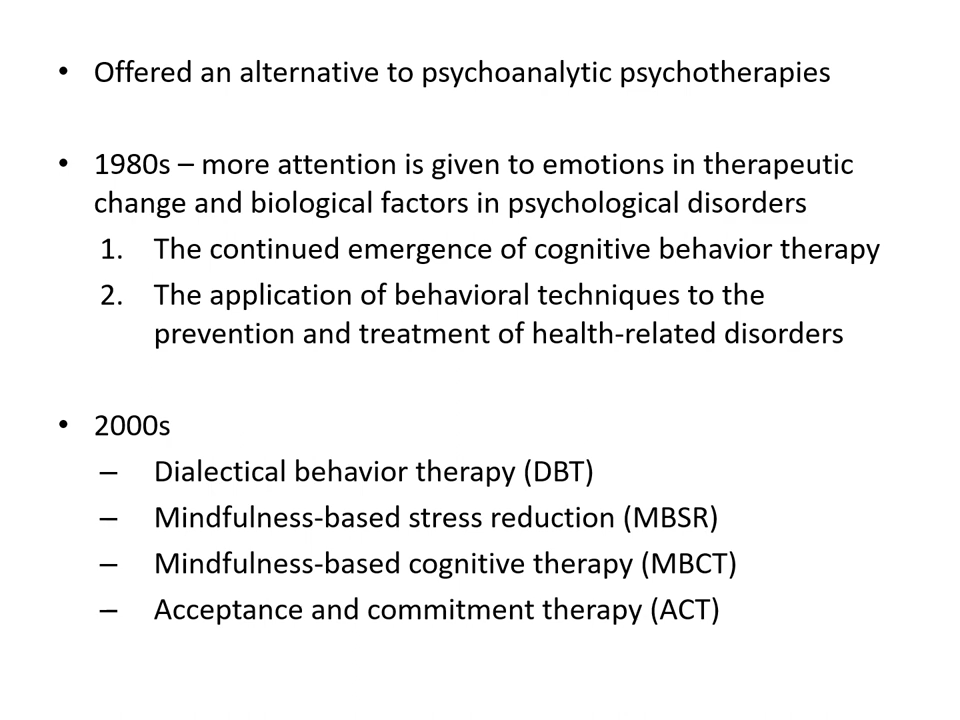 • Offered an alternative to psychoanalytic psychotherapies
• 1980s – more attention is given to emotions in therapeutic
change and biological factors in psychological disorders
1. The continued emergence of cognitive behavior therapy
2. The application of behavioral techniques to the
prevention and treatment of health-related disorders
• 2000s
– Dialectical behavior therapy (DBT)
– Mindfulness-based stress reduction (MBSR)
– Mindfulness-based cognitive therapy (MBCT)
– Acceptance and commitment therapy (ACT)